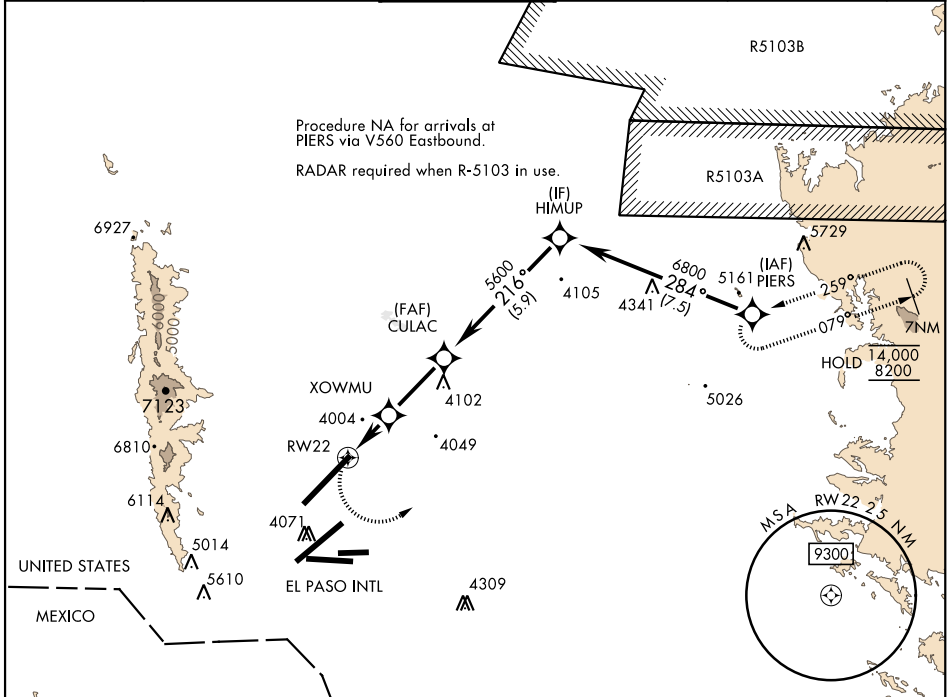 R5103B
Procedure NA for arrivals at
PIERS via V560 Eastbound.
RADAR required when R-5103 in use.
R5103A
(IF)
HIMUP
6927
5729
5600
216°
(5.9)
6800
284°
(7.5)
4105
4341
5161
(IAF)
PIERS
259°
079°
7NM
HOLD
14,000
8200
(FAF)
CULAC
6000
5000
XOWMU
4102
5026
7123
4004
4049
6810
RW22
6114
4071
5014
5610
EL PASO INTL
4309
UNITED STATES
MEXICO
MSA RW22 25 NM
9300